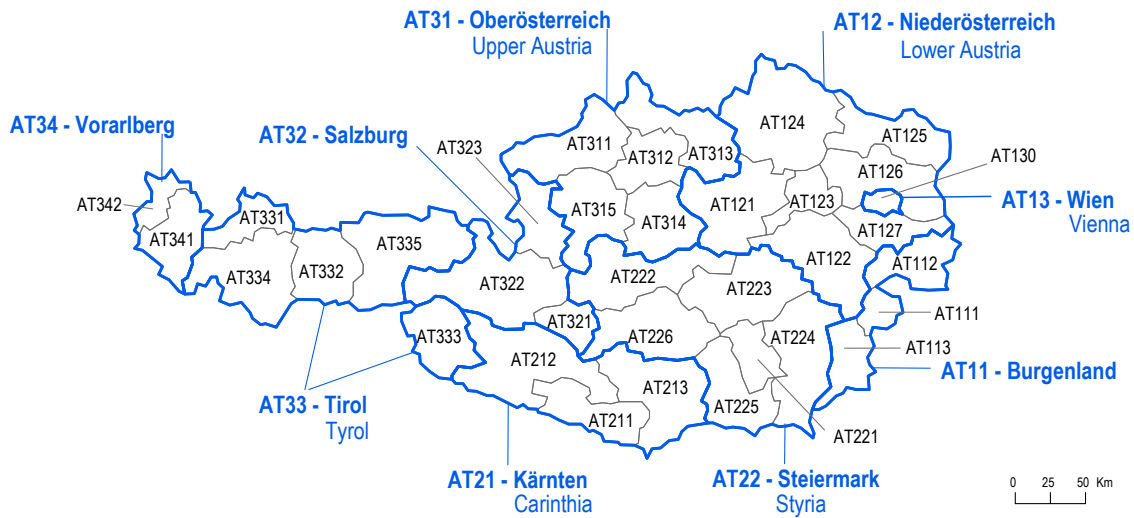 AT31 - Oberösterreich
Upper Austria
AT12 - Niederösterreich
Lower Austria
AT34 - Vorarlberg
AT32 - Salzburg
AT323
AT311
AT312
AT313
AT124
AT125
AT126
AT130
AT13 - Wien
Vienna
AT342
AT341
AT331
AT335
AT315
AT314
AT121
AT123
AT127
AT334
AT332
AT322
AT222
AT223
AT122
AT112
AT333
AT321
AT226
AT224
AT111
AT113
AT11 - Burgenland
AT212
AT213
AT211
AT225
AT221
AT33 - Tirol
Tyrol
AT21 - Kärnten
Carinthia
AT22 - Steiermark
Styria
0 25 50 Km